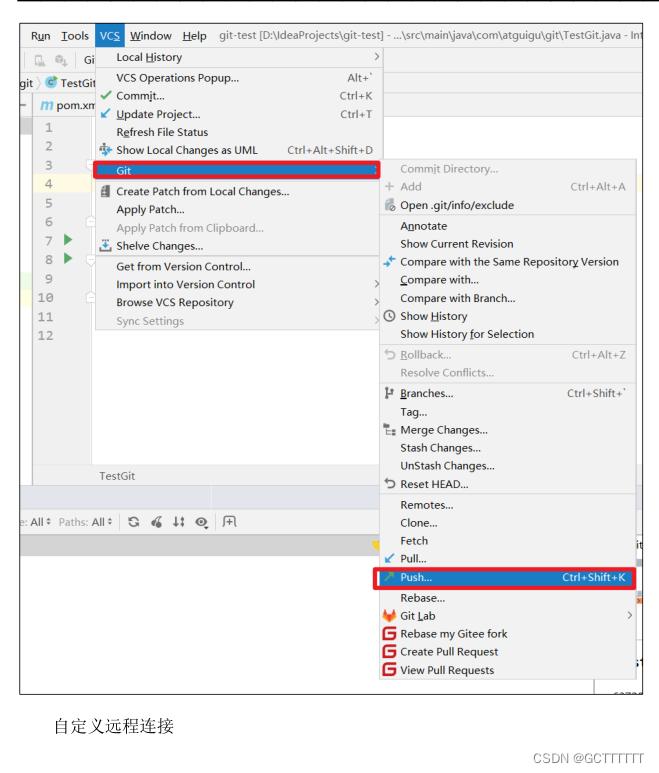 Run Tools VCS Window Help git-test [D:\IdeaProjects\git-test] - ...\src\main\java\com\atguigu\git\TestGit.java - Int
Gi
Local History
git TestGit
VCS Operations Popup... Alt+`
pom.xm
Commit... Ctrl+K
Update Project... Ctrl+T
Refresh File Status
Show Local Changes as UML Ctrl+Alt+Shift+D
Git
Create Patch from Local Changes...
Apply Patch...
Apply Patch from Clipboard...
Shelve Changes...
Get from Version Control...
Import into Version Control
Browse VCS Repository
Sync Settings
1
2
3
4
5
6
7
8
9
10
11
12
Commit Directory...
Add Ctrl+Alt+A
Open .git/info/exclude
Annotate
Show Current Revision
Compare with the Same Repository Version
Compare with...
Compare with Branch...
Show History
Show History for Selection
Rollback... Ctrl+Alt+Z
Resolve Conflicts...
Branches... Ctrl+Shift+`
Tag...
Merge Changes...
Stash Changes...
UnStash Changes...
Reset HEAD...
Remotes...
Clone...
Fetch
Pull...
Push... Ctrl+Shift+K
Rebase...
Git Lab
Rebase my Gitee fork
Create Pull Request
View Pull Requests
TestGit
e: All Paths: All
自定义远程连接
CSDN @GCTTTTTT